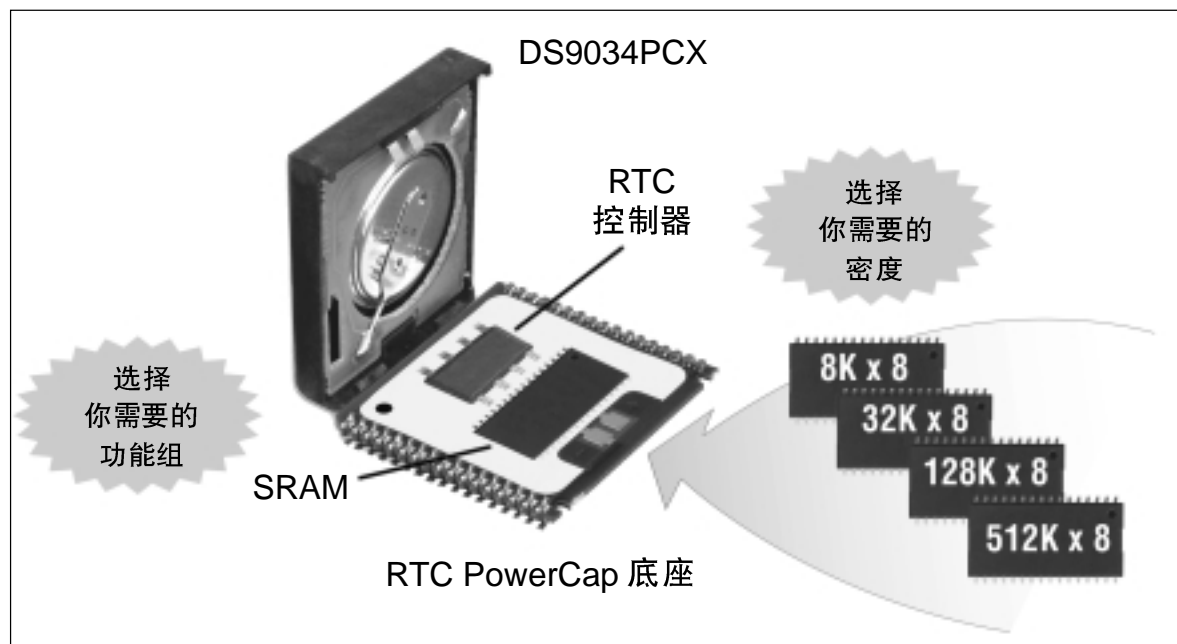 DS9034PCX
RTC
控制器
选择
你需要的
密度
8K x 8
32K x 8
128K x 8
512K x 8
选择
你需要的
功能组
SRAM
RTC PowerCap 底座